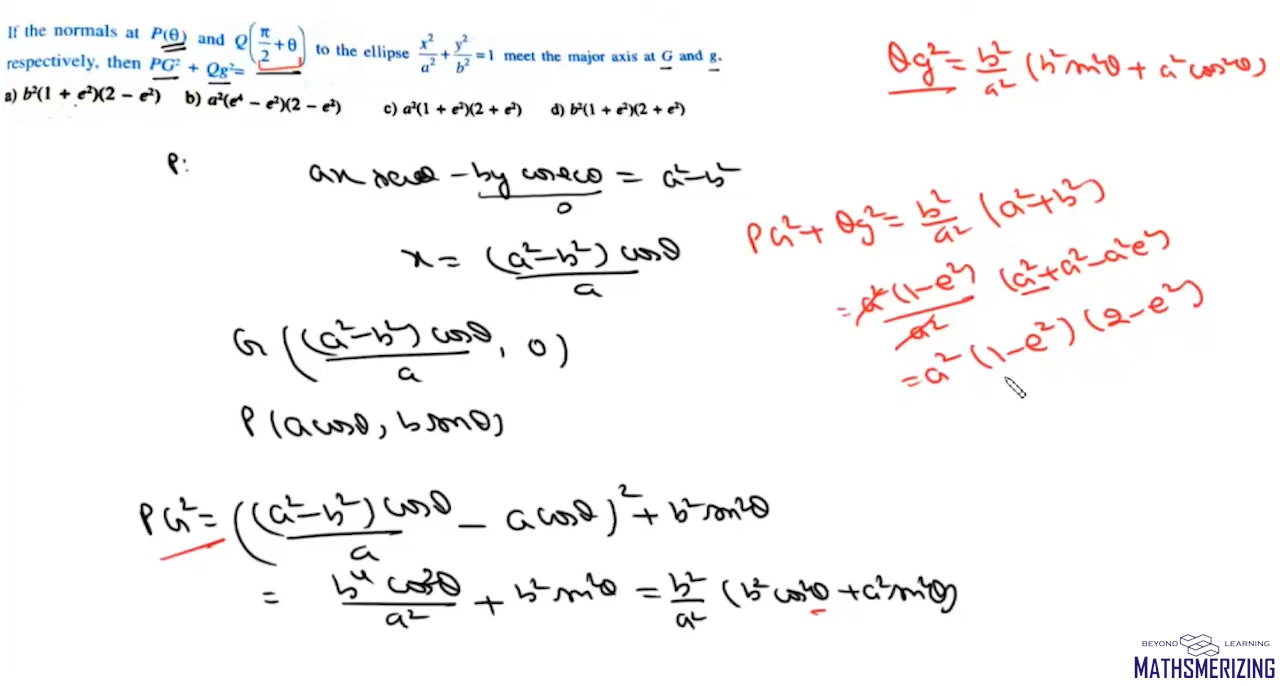 If the normals at P(θ) and Q(π/2 + θ) to the ellipse x²/a² + y²/b² = 1 meet the major axis at G and g.
respectively, then PG² + Qg²=
a) b²(1 + e²)(2 – e²) b) a²(e⁴ – e²)(2 – e²) c) a²(1 + e²)(2 + e²) d) b²(1 + e²)(2 + e²)
P:
ax secθ – by cosecθ = a² – b²
0
x = (a² – b²) cosθ / a
G ((a² – b²) cosθ / a, 0)
P (a cosθ, b sinθ)
PG² = ((a² – b²) cosθ / a – a cosθ)² + b² sin²θ
= b⁴ cos²θ / a² + b² sin²θ = b²/a² (b² cos²θ + a² sin²θ)
Qg² = b²/a² (b² sin²θ + a² cos²θ)
PG² + Qg² = b²/a² (a² + b²)
= a²(1 – e²) / a² (a² + a² – a²e²)
= a² (1 – e²) (2 – e²)
BEYOND LEARNING
MATHSMERIZING